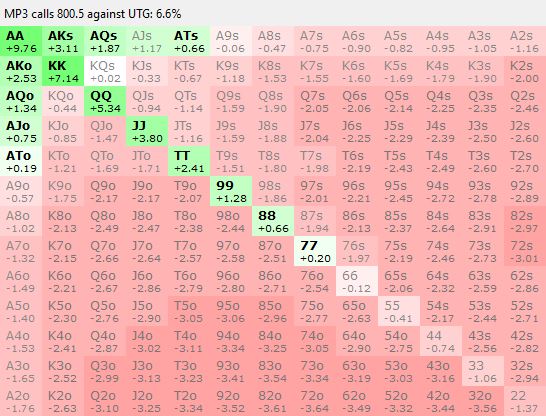 MP3 calls 800.5 against UTG: 6.6%
AA AKs AQs AJs ATs A9s A8s A7s A6s A5s A4s A3s A2s
+9.76 +3.11 +1.87 +1.17 +0.66 -0.06 -0.47 -0.75 -0.90 -0.82 -0.95 -1.05 -1.16
AKo KK KQs KJs KTs K9s K8s K7s K6s K5s K4s K3s K2s
+2.53 +7.14 +0.02 -0.33 -0.67 -1.18 -1.53 -1.55 -1.60 -1.69 -1.79 -1.90 -2.00
AQo KQo QQ QJs QTs Q9s Q8s Q7s Q6s Q5s Q4s Q3s Q2s
+1.34 -0.44 +5.34 -0.94 -1.14 -1.59 -1.90 -2.05 -2.06 -2.14 -2.25 -2.35 -2.46
AJo KJo QJo JJ JTs J9s J8s J7s J6s J5s J4s J3s J2s
+0.75 -0.85 -1.47 +3.80 -1.16 -1.59 -1.88 -2.04 -2.25 -2.29 -2.39 -2.50 -2.60
ATo KTo QTo JTo TT T9s T8s T7s T6s T5s T4s T3s T2s
+0.19 -1.21 -1.69 -1.71 +2.41 -1.51 -1.80 -1.98 -2.19 -2.43 -2.49 -2.60 -2.70
A9o K9o Q9o J9o T9o 99 98s 97s 96s 95s 94s 93s 92s
-0.57 -1.75 -2.17 -2.17 -2.07 +1.28 -1.86 -2.01 -2.21 -2.45 -2.72 -2.78 -2.89
A8o K8o Q8o J8o T8o 98o 88 87s 86s 85s 84s 83s 82s
-1.02 -2.13 -2.49 -2.47 -2.38 -2.44 +0.66 -1.94 -2.13 -2.37 -2.64 -2.91 -2.97
A7o K7o Q7o J7o T7o 97o 87o 77 76s 75s 74s 73s 72s
-1.32 -2.15 -2.66 -2.64 -2.57 -2.58 -2.51 +0.20 -1.97 -2.19 -2.46 -2.73 -3.01
A6o K6o Q6o J6o T6o 96o 86o 76o 66 65s 64s 63s 62s
-1.49 -2.21 -2.67 -2.86 -2.79 -2.80 -2.71 -2.54 -0.12 -2.06 -2.32 -2.59 -2.86
A5o K5o Q5o J5o T5o 95o 85o 75o 65o 55 54s 53s 52s
-1.40 -2.30 -2.76 -2.90 -3.05 -3.06 -2.96 -2.77 -2.63 -0.41 -2.17 -2.44 -2.71
A4o K4o Q4o J4o T4o 94o 84o 74o 64o 54o 44 43s 42s
-1.53 -2.41 -2.87 -3.02 -3.11 -3.34 -3.25 -3.05 -2.90 -2.75 -0.74 -2.56 -2.82
A3o K3o Q3o J3o T3o 93o 83o 73o 63o 53o 43o 33 32s
-1.65 -2.52 -2.99 -3.13 -3.23 -3.41 -3.54 -3.34 -3.19 -3.03 -3.16 -1.06 -2.94
A2o K2o Q2o J2o T2o 92o 82o 72o 62o 52o 42o 32o 22
-1.76 -2.63 -3.10 -3.25 -3.34 -3.52 -3.61 -3.64 -3.49 -3.32 -3.44 -3.56 1.37